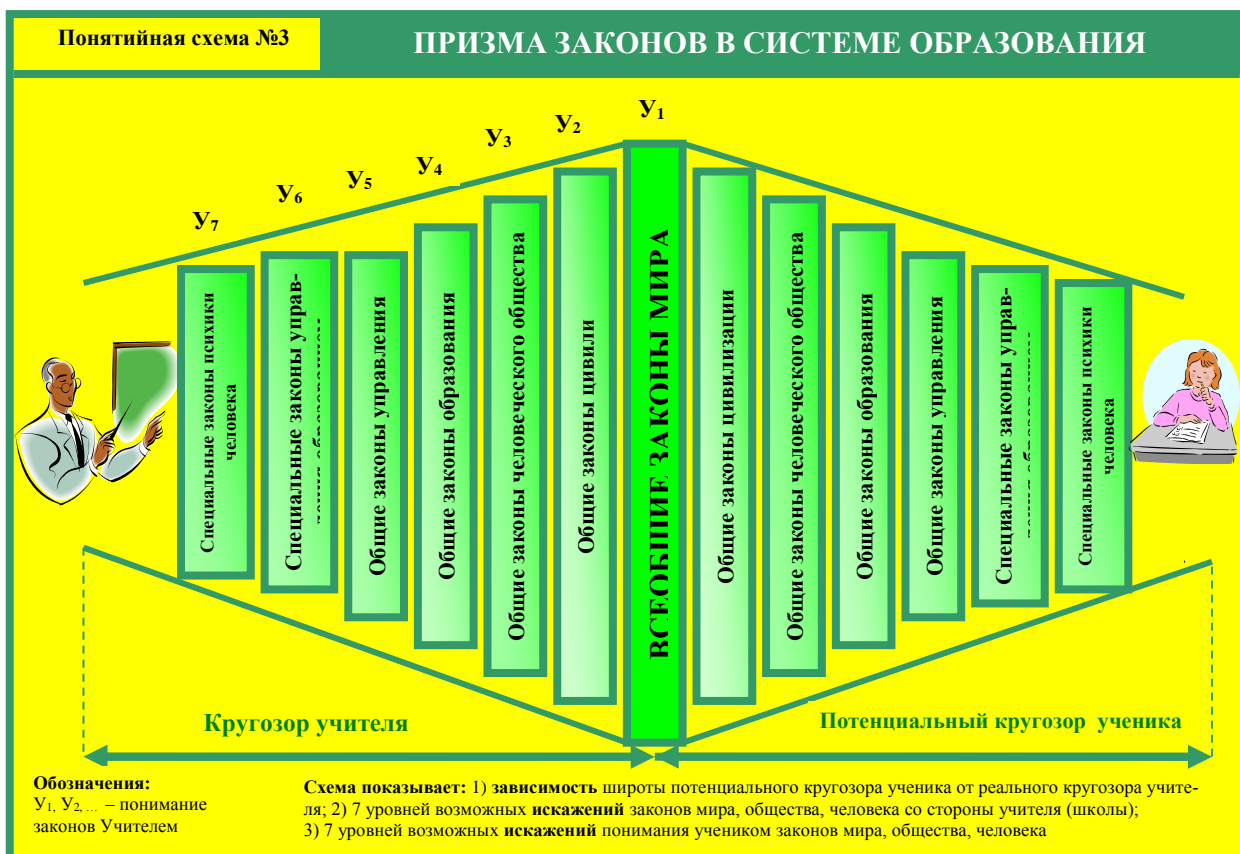 Понятийная схема №3
ПРИЗМА ЗАКОНОВ В СИСТЕМЕ ОБРАЗОВАНИЯ
У1
У2
У3
У4
У5
У6
У7
Специальные законы психики
человека
Специальные законы управ-
Общие законы управления
Общие законы образования
Общие законы человеческого общества
Общие законы цивили
ВСЕОБЩИЕ ЗАКОНЫ МИРА
Общие законы цивилизации
Общие законы человеческого общества
Общие законы образования
Общие законы управления
Специальные законы управ-
Специальные законы психики
человека
Кругозор учителя
Потенциальный кругозор ученика
Обозначения:
У1, У2, ... – понимание
законов Учителем
Схема показывает: 1) зависимость широты потенциального кругозора ученика от реального кругозора учите-
ля; 2) 7 уровней возможных искажений законов мира, общества, человека со стороны учителя (школы);
3) 7 уровней возможных искажений понимания учеником законов мира, общества, человека